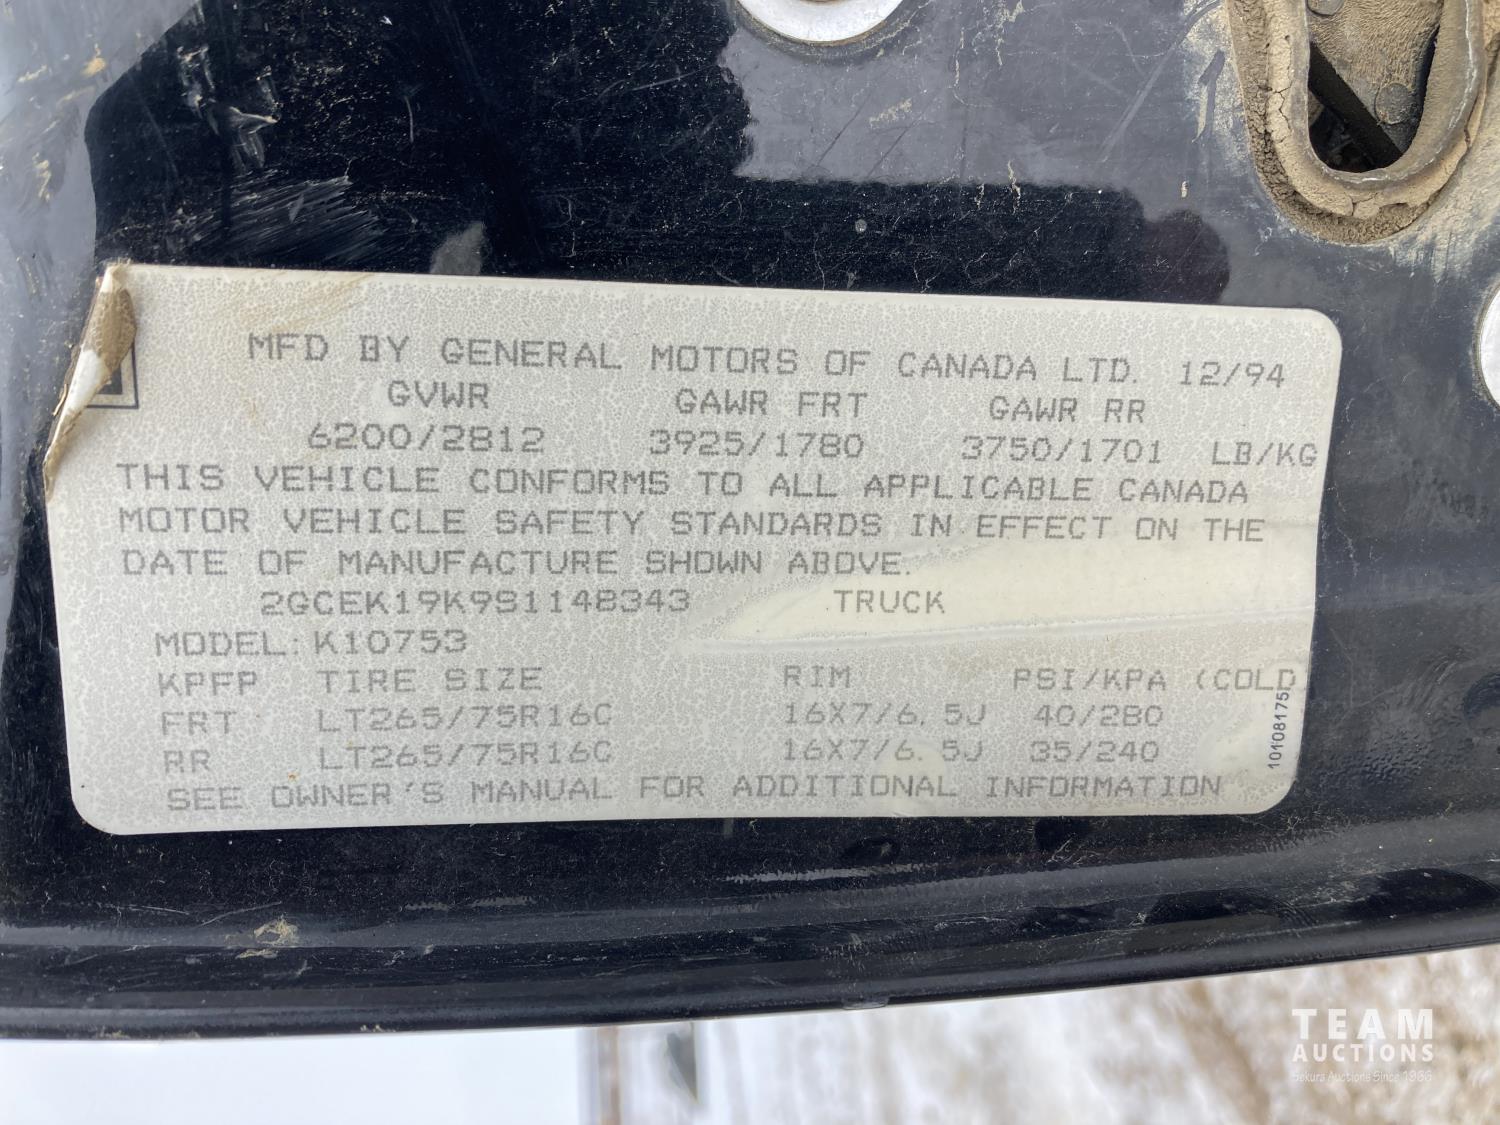 MFD BY GENERAL MOTORS OF CANADA LTD. 12/94
GVWR GAWR FRT GAWR RR
6200/2812 3925/1780 3750/1701 LB/KG
THIS VEHICLE CONFORMS TO ALL APPLICABLE CANADA
MOTOR VEHICLE SAFETY STANDARDS IN EFFECT ON THE
DATE OF MANUFACTURE SHOWN ABOVE.
2GCEK19K9S1148343 TRUCK
MODEL: K10753
KPFP TIRE SIZE RIM PSI/KPA (COLD)
FRT LT265/75R16C 16X7/6.5J 40/280
RR LT265/75R16C 16X7/6.5J 35/240
SEE OWNER'S MANUAL FOR ADDITIONAL INFORMATION
10108175
TEAM
AUCTIONS
Sekura Auctions Since 1966